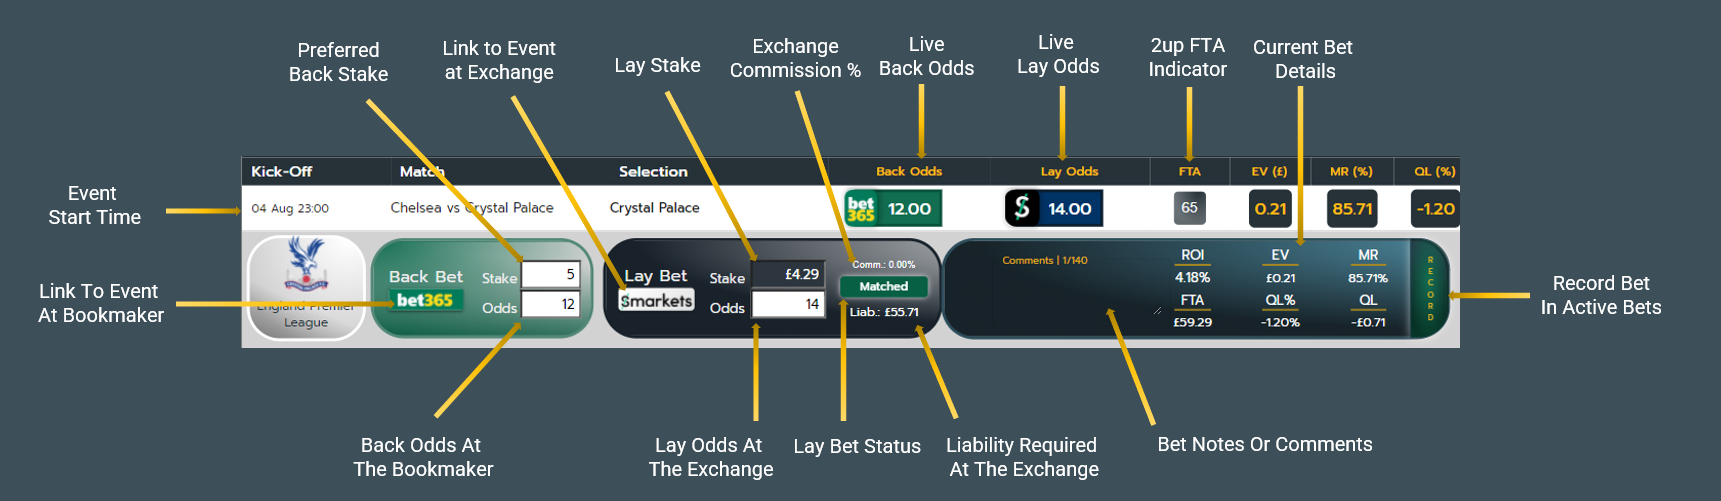 Preferred
Back Stake
Link to Event
at Exchange
Lay Stake
Exchange
Commission %
Live
Back Odds
Live
Lay Odds
2up FTA
Indicator
Current Bet
Details
Event
Start Time
Kick-Off
Match
Selection
Back Odds
Lay Odds
FTA
EV (£)
MR (%)
QL (%)
04 Aug 23:00
Chelsea vs Crystal Palace
Crystal Palace
bet
365
12.00
14.00
65
0.21
85.71
-1.20
Link To Event
At Bookmaker
England Premier
League
Back Bet
bet365
Stake
5
Odds
12
Lay Bet
Smarkets
Stake
£4.29
Odds
14
Comm.: 0.00%
Matched
Liab.: £55.71
Comments | 1/140
ROI
EV
MR
4.18%
£0.21
85.71%
FTA
QL%
QL
£59.29
-1.20%
-£0.71
RECORD
Record Bet
In Active Bets
Back Odds At
The Bookmaker
Lay Odds At
The Exchange
Lay Bet Status
Liability Required
At The Exchange
Bet Notes Or Comments